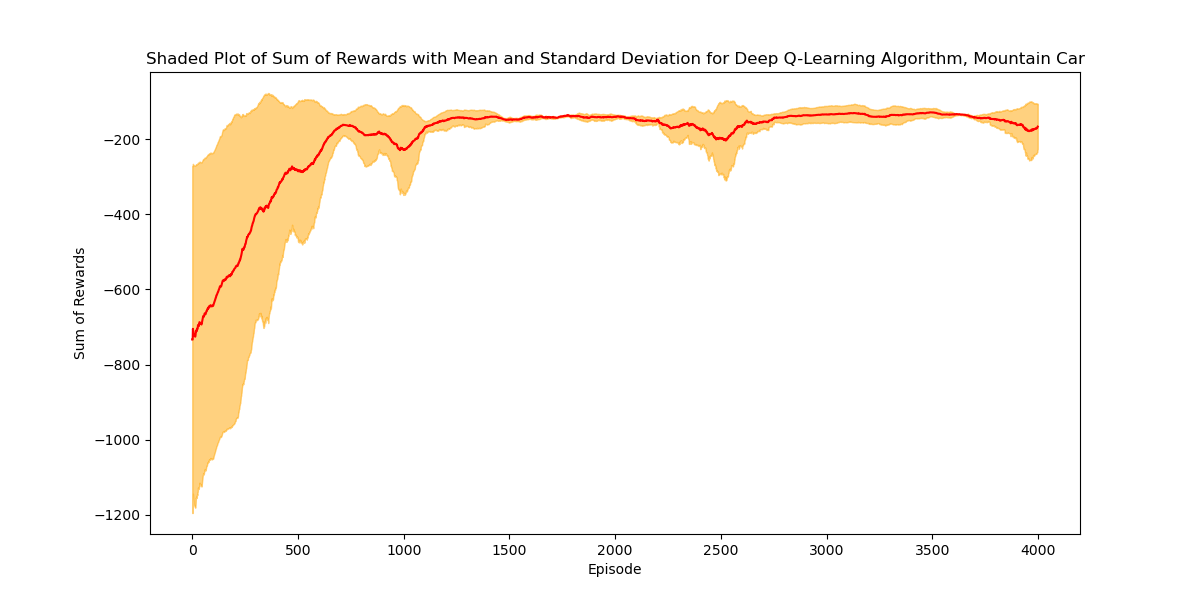 Shaded Plot of Sum of Rewards with Mean and Standard Deviation for Deep Q-Learning Algorithm, Mountain Car
Sum of Rewards
−200
−400
−600
−800
−1000
−1200
0 500 1000 1500 2000 2500 3000 3500 4000
Episode